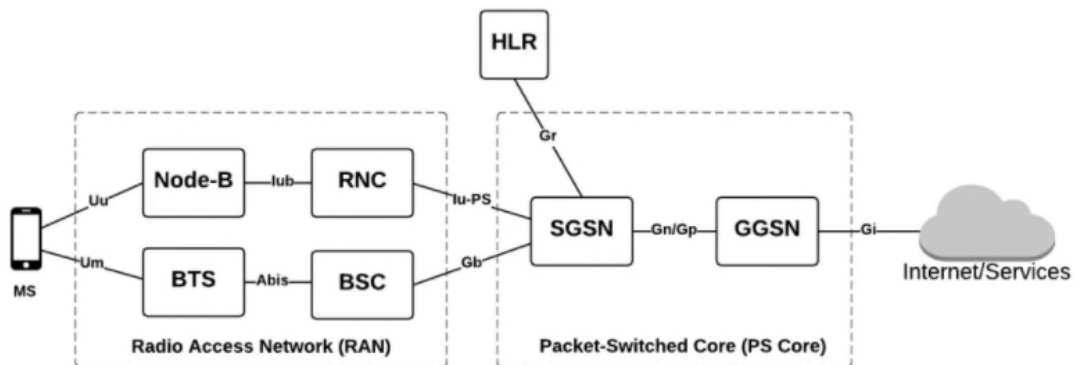 HLR
Gr
Node-B
Iub
RNC
Uu
Iu-PS
SGSN
Gn/Gp
GGSN
Gi
Um
BTS
Abis
BSC
Gb
MS
Internet/Services
Radio Access Network (RAN)
Packet-Switched Core (PS Core)